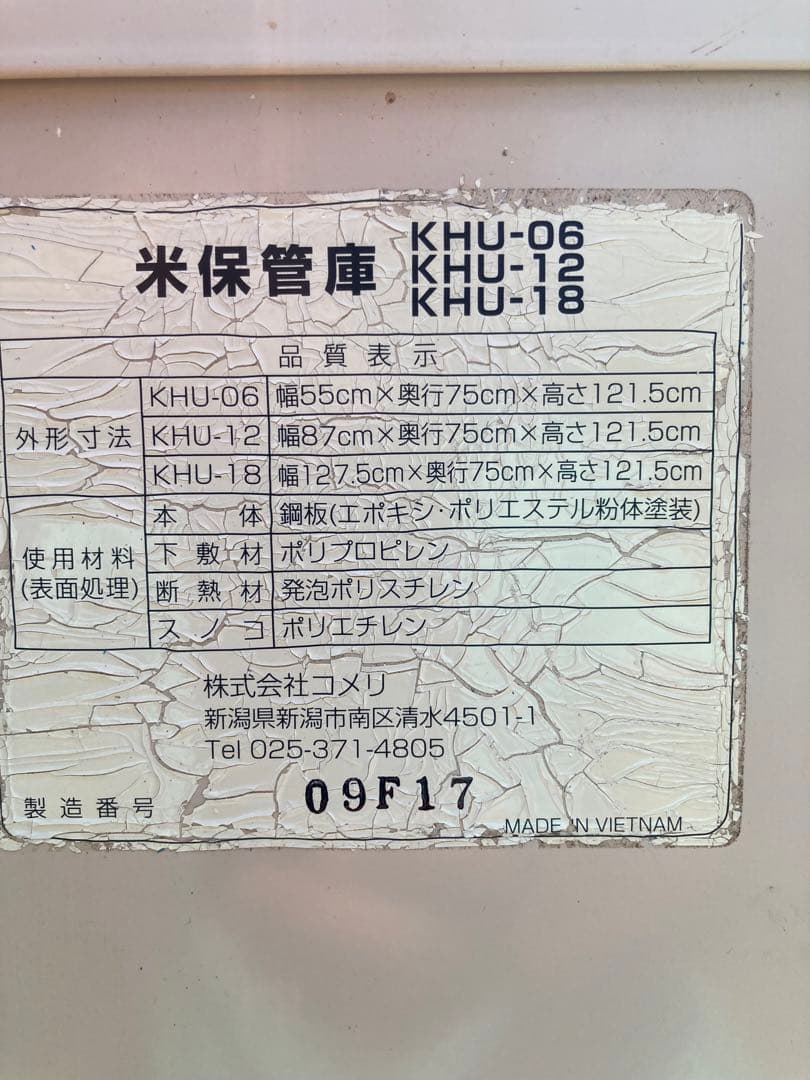 米保管庫
KHU-06
KHU-12
KHU-18
品質表示
外形寸法
KHU-06 幅55cm×奥行75cm×高さ121.5cm
KHU-12 幅87cm×奥行75cm×高さ121.5cm
KHU-18 幅127.5cm×奥行75cm×高さ121.5cm
使用材料
(表面処理)
本体 鋼板(エポキシ・ポリエステル粉体塗装)
下敷材 ポリプロピレン
断熱材 発泡ポリスチレン
スノコ ポリエチレン
株式会社コメリ
新潟県新潟市南区清水4501-1
Tel 025-371-4805
製造番号 09F17
MADE IN VIETNAM